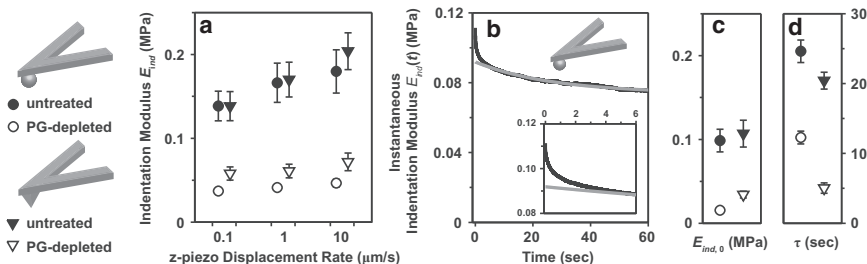 untreated
PG-depleted
untreated
PG-depleted
a
Indentation Modulus E_ind (MPa)
0.2
0.1
0
0.1
1
10
z-piezo Displacement Rate (μm/s)
b
Instantaneous
Indentation Modulus E_ind(t) (MPa)
0.12
0.08
0.04
0
0
20
40
60
Time (sec)
0
2
4
6
0.12
0.10
0.08
c
0.2
0.1
0
E_ind, 0 (MPa)
d
30
20
10
0
τ (sec)